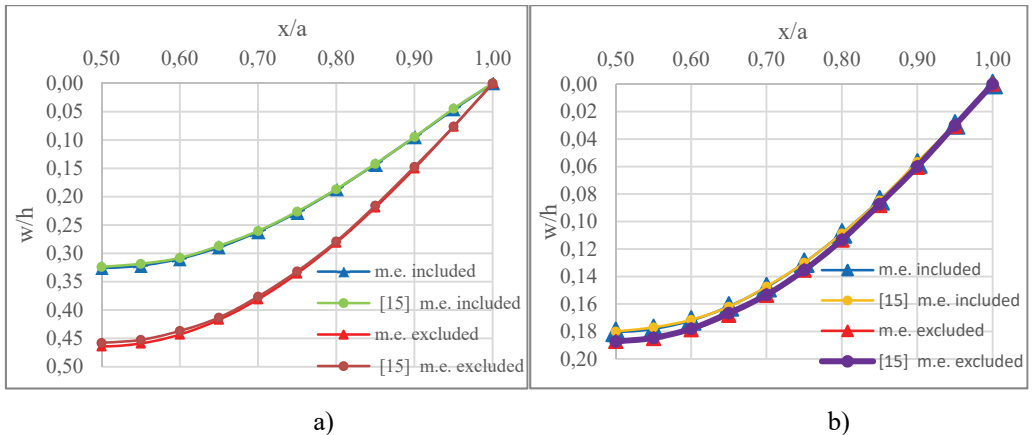 x/a
0,50 0,60 0,70 0,80 0,90 1,00
0,00
0,05
0,10
0,15
0,20
0,25
0,30
0,35
0,40
0,45
0,50
w/h
m.e. included
[15] m.e. included
m.e. excluded
[15] m.e. excluded
a)
x/a
0,50 0,60 0,70 0,80 0,90 1,00
0,00
0,02
0,04
0,06
0,08
0,10
0,12
0,14
0,16
0,18
0,20
w/h
m.e. included
[15] m.e. included
m.e. excluded
[15] m.e. excluded
b)